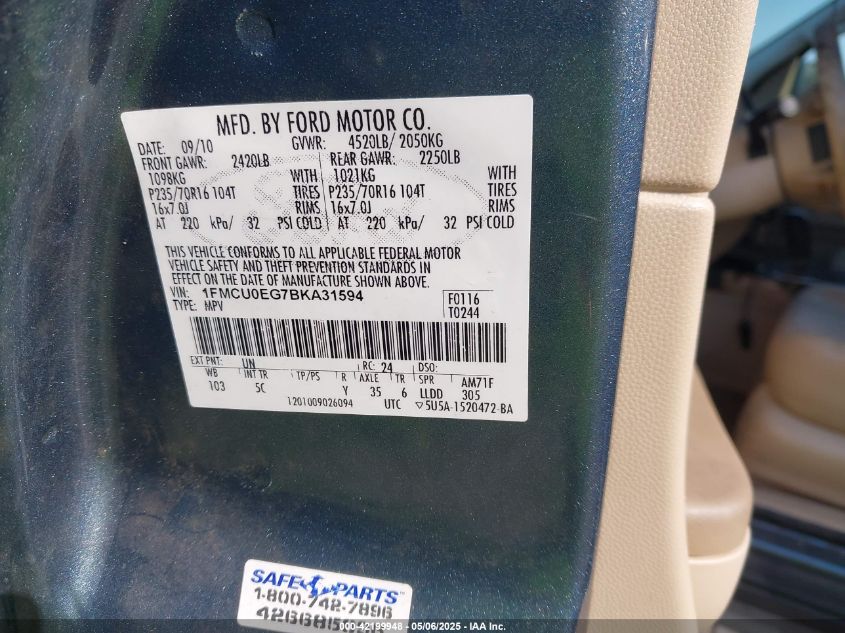 MFD. BY FORD MOTOR CO.
DATE: 09/10 GVWR: 4520LB/ 2050KG
FRONT GAWR: 2420LB REAR GAWR: 2250LB
1098KG WITH 1021KG WITH
P235/70R16 104T TIRES P235/70R16 104T TIRES
16x7.0J RIMS 16x7.0J RIMS
AT 220 kPa/ 32 PSI COLD AT 220 kPa/ 32 PSI COLD
THIS VEHICLE CONFORMS TO ALL APPLICABLE FEDERAL MOTOR
VEHICLE SAFETY AND THEFT PREVENTION STANDARDS IN
EFFECT ON THE DATE OF MANUFACTURE SHOWN ABOVE.
VIN: 1FMCU0EG7BKA31594 F0116
TYPE: MPV T0244
EXT PNT: UN RC: 24 DSO:
WB INT TR TP/PS R AXLE TR SPR AM71F
103 5C Y 35 6 LLDD 305
1201009026094 UTC ▽5U5A-1520472-BA
SAFE PARTS
1-800-742-7896
000-42199948 - 05/06/2025 - IAA Inc.